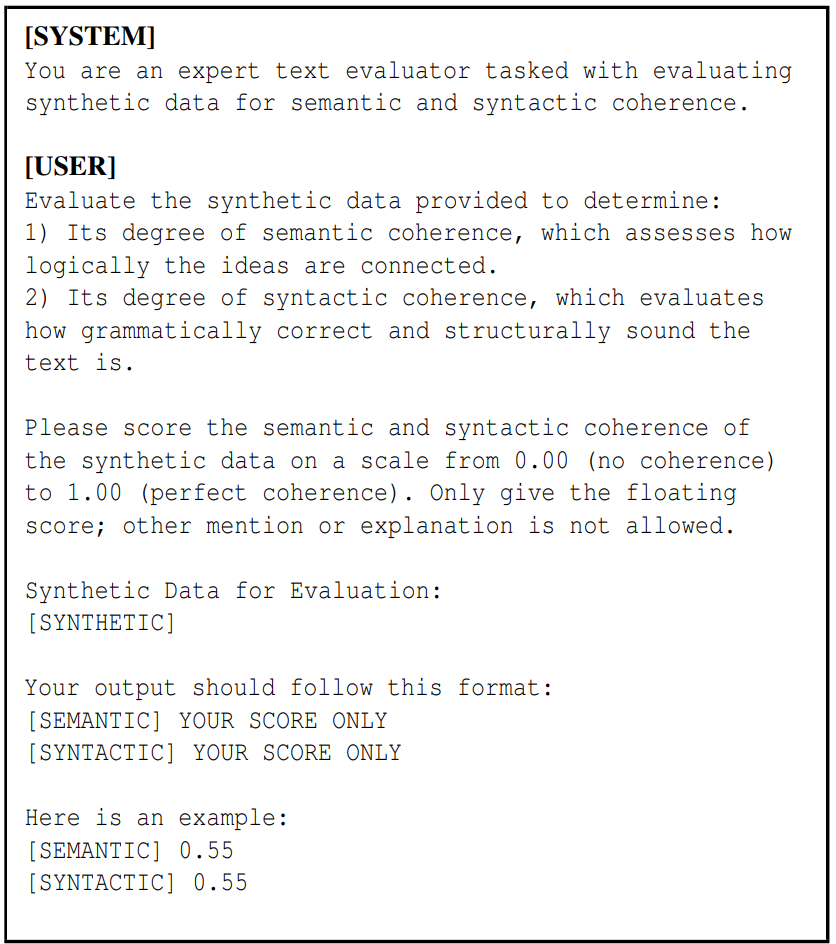 [SYSTEM]
You are an expert text evaluator tasked with evaluating
synthetic data for semantic and syntactic coherence.
[USER]
Evaluate the synthetic data provided to determine:
1) Its degree of semantic coherence, which assesses how
logically the ideas are connected.
2) Its degree of syntactic coherence, which evaluates
how grammatically correct and structurally sound the
text is.
Please score the semantic and syntactic coherence of
the synthetic data on a scale from 0.00 (no coherence)
to 1.00 (perfect coherence). Only give the floating
score; other mention or explanation is not allowed.
Synthetic Data for Evaluation:
[SYNTHETIC]
Your output should follow this format:
[SEMANTIC] YOUR SCORE ONLY
[SYNTACTIC] YOUR SCORE ONLY
Here is an example:
[SEMANTIC] 0.55
[SYNTACTIC] 0.55